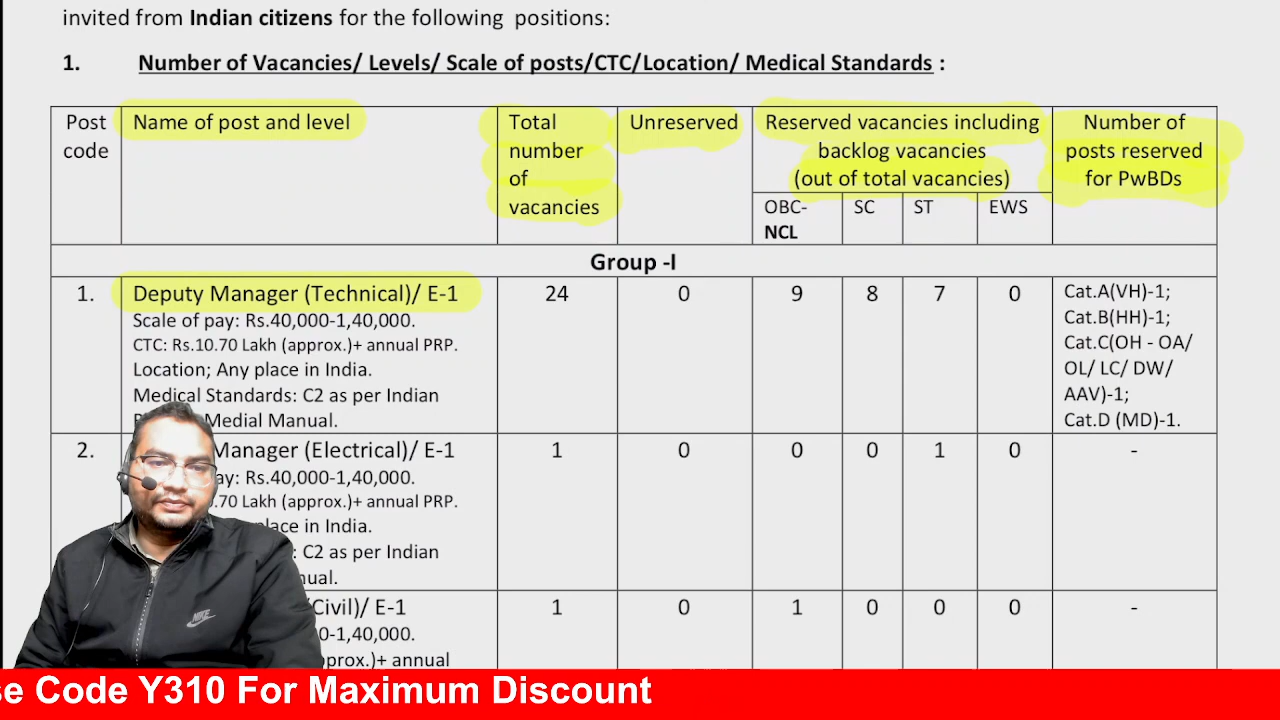 invited from Indian citizens for the following positions:
1. Number of Vacancies/ Levels/ Scale of posts/CTC/Location/ Medical Standards :
Post code
Name of post and level
Total number of vacancies
Unreserved
Reserved vacancies including backlog vacancies (out of total vacancies)
Number of posts reserved for PwBDs
OBC-NCL SC ST EWS
Group -I
1. Deputy Manager (Technical)/ E-1 24 0 9 8 7 0
Scale of pay: Rs.40,000-1,40,000.
CTC: Rs.10.70 Lakh (approx.)+ annual PRP.
Location; Any place in India.
Medical Standards: C2 as per Indian
Medial Manual.
Cat.A(VH)-1;
Cat.B(HH)-1;
Cat.C(OH - OA/
OL/ LC/ DW/
AAV)-1;
Cat.D (MD)-1.
2. Manager (Electrical)/ E-1 1 0 0 0 1 0 -
ay: Rs.40,000-1,40,000.
.70 Lakh (approx.)+ annual PRP.
place in India.
: C2 as per Indian
nual.
(Civil)/ E-1 1 0 1 0 0 0 -
0-1,40,000.
prox.)+ annual
NIKE
se Code Y310 For Maximum Discount